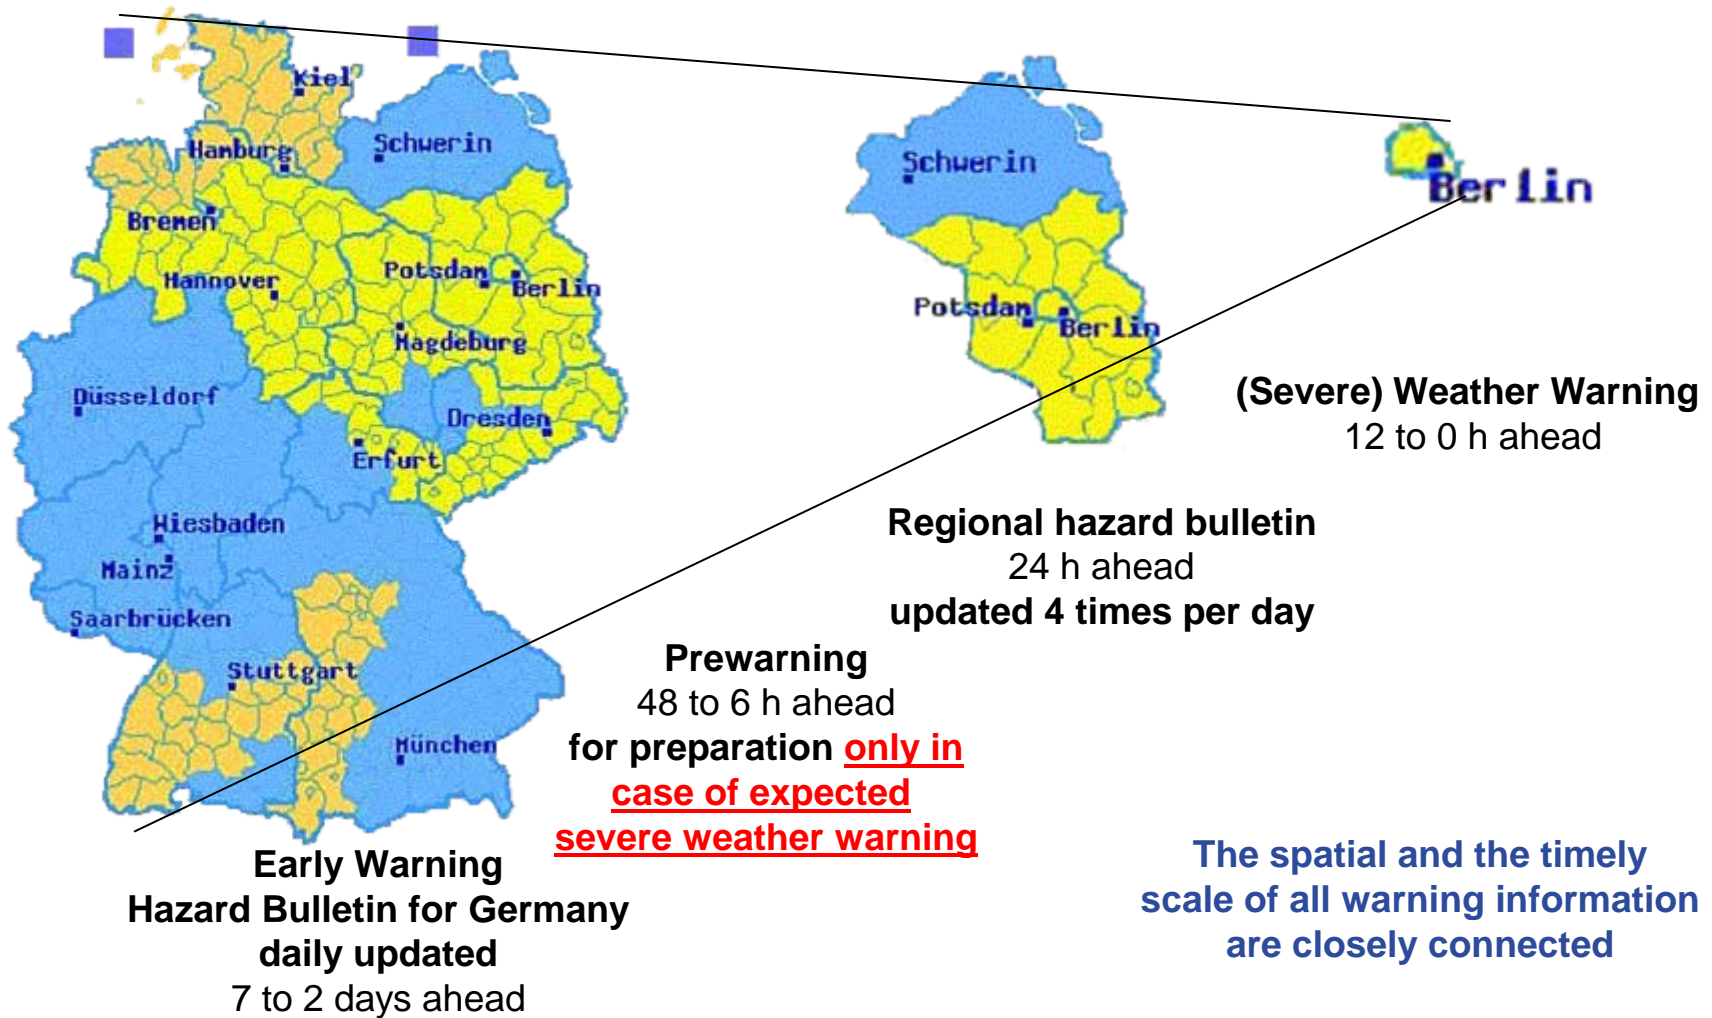 Kiel
Hamburg
Schwerin
Bremen
Hannover
Potsdam
Berlin
Magdeburg
Düsseldorf
Dresden
Erfurt
Wiesbaden
Mainz
Saarbrücken
Stuttgart
München
Schwerin
Potsdam
Berlin
Berlin
(Severe) Weather Warning
12 to 0 h ahead
Regional hazard bulletin
24 h ahead
updated 4 times per day
Prewarning
48 to 6 h ahead
for preparation only in
case of expected
severe weather warning
Early Warning
Hazard Bulletin for Germany
daily updated
7 to 2 days ahead
The spatial and the timely
scale of all warning information
are closely connected